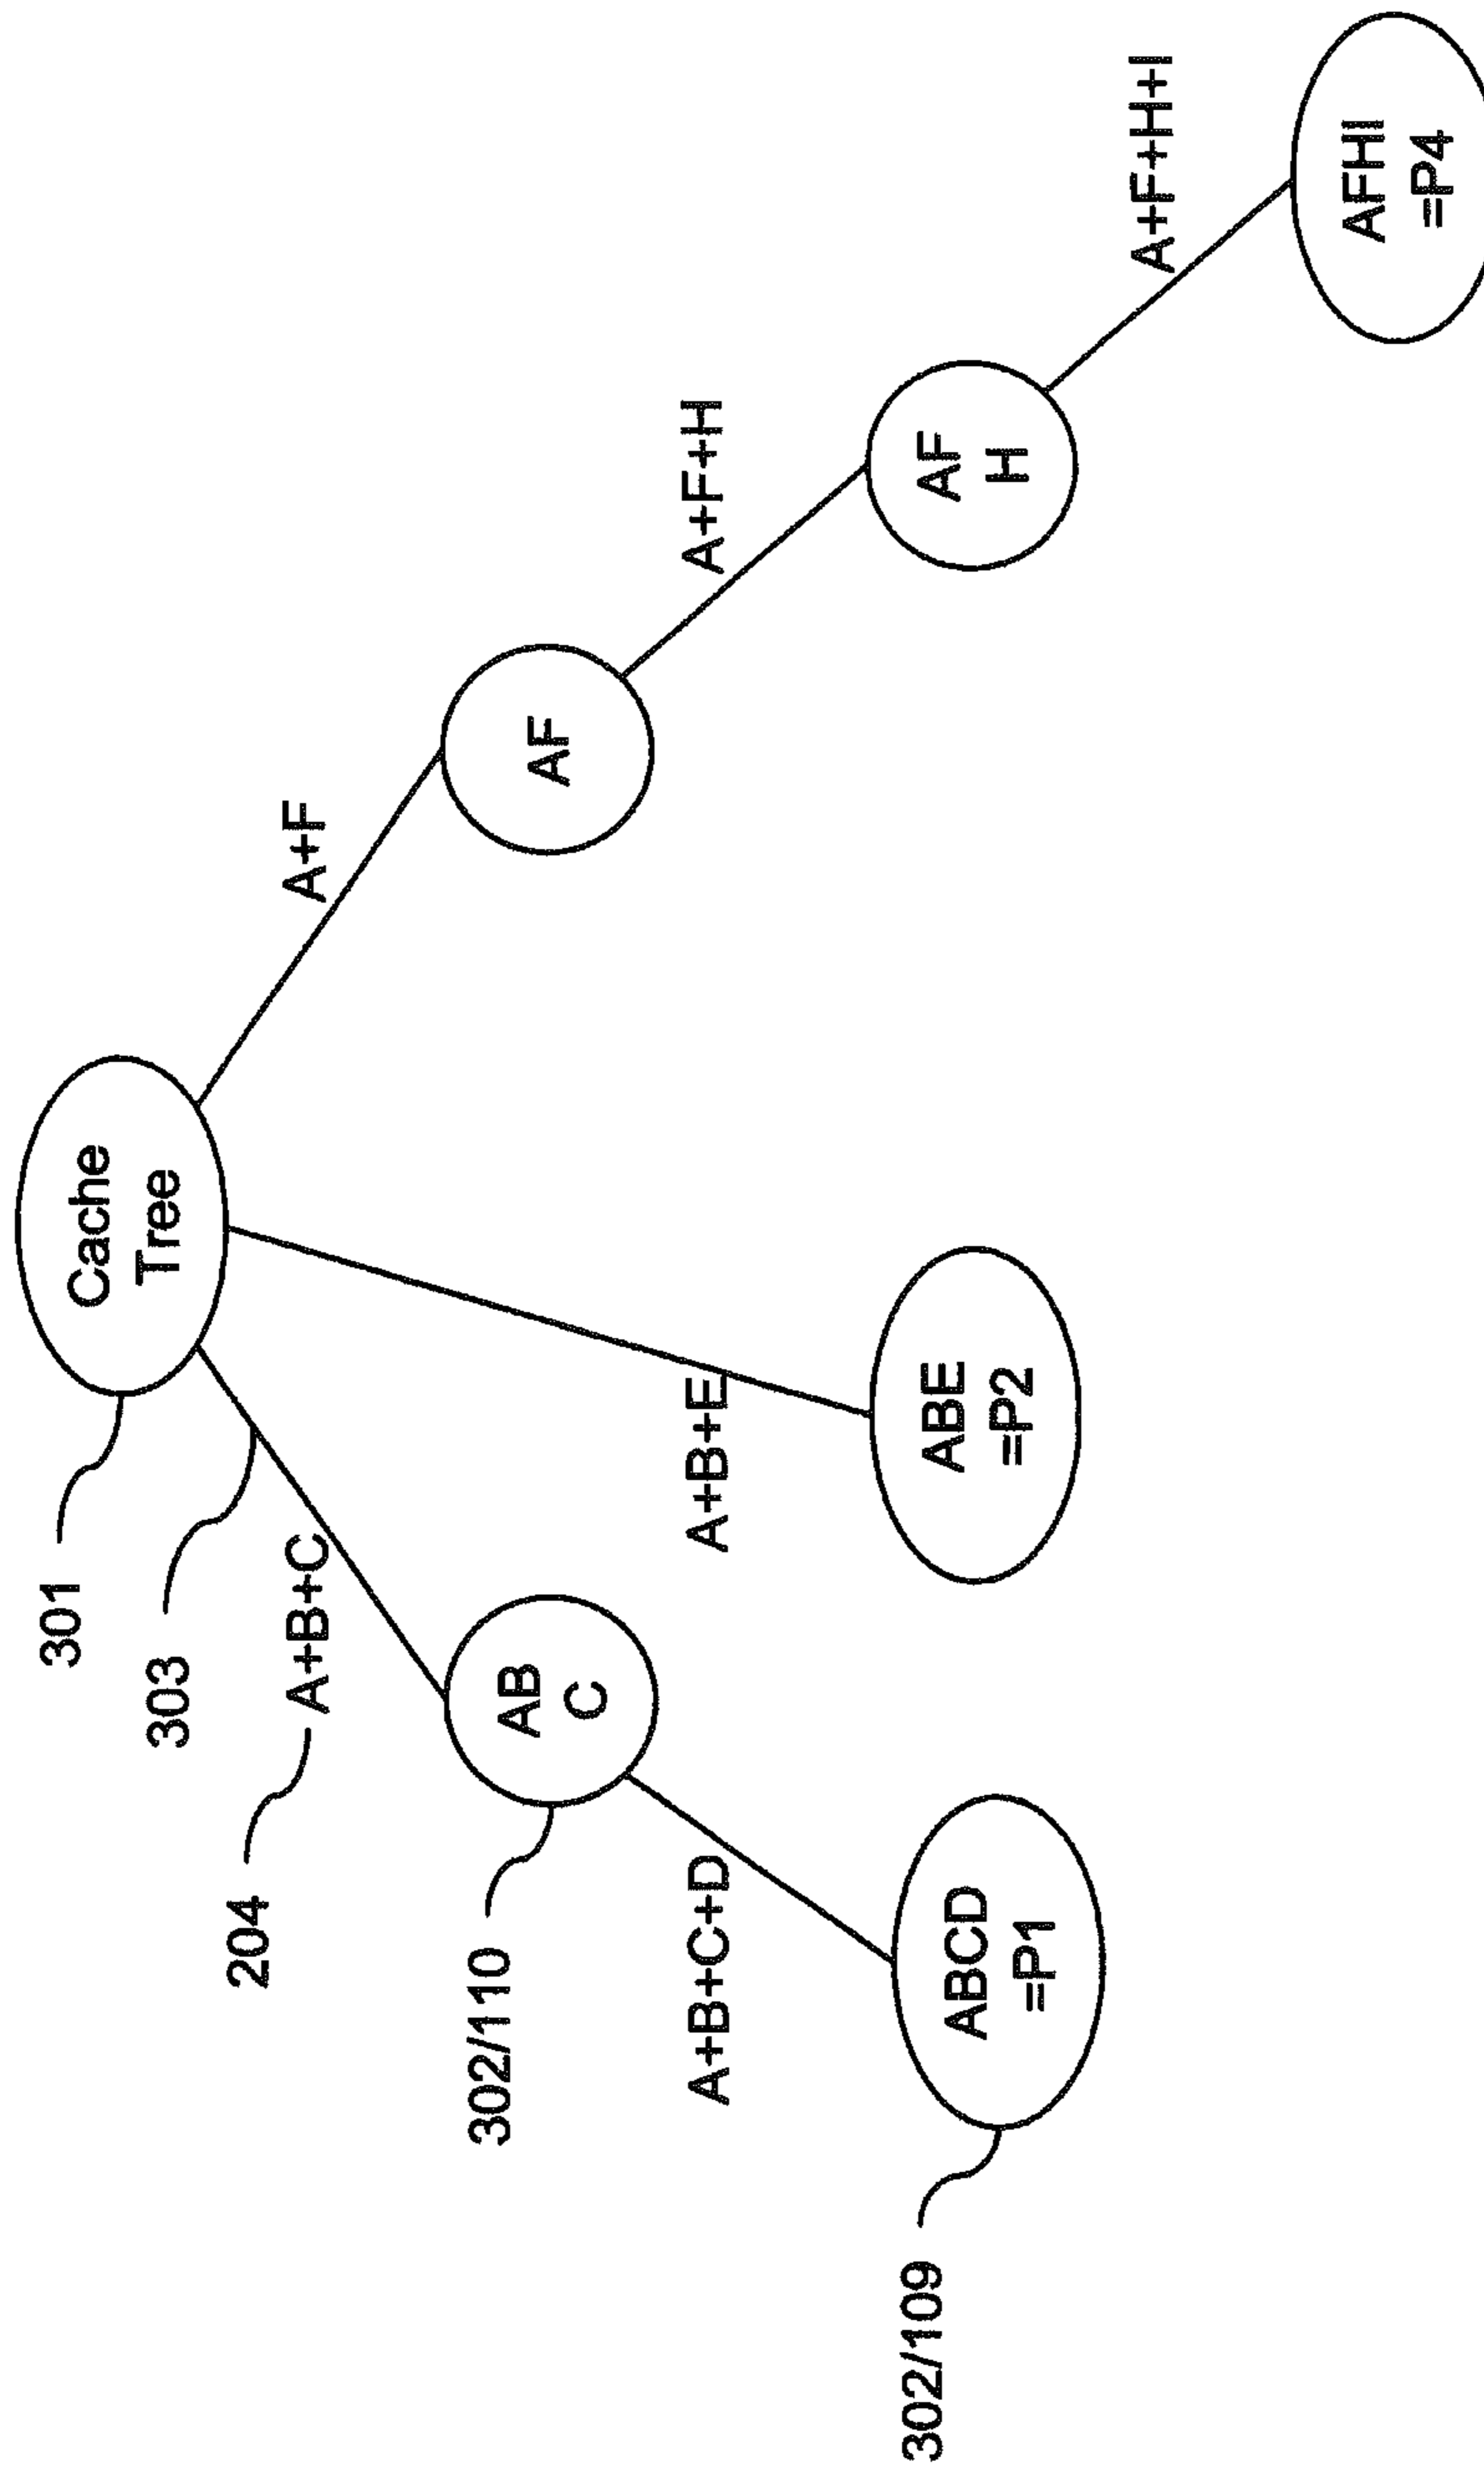 Cache
Tree
301
303
204
A+B+C
A+F
302/110
AB
C
AF
A+B+C+D
A+B+E
A+F+H
302/109
ABCD
=P1
ABE
=P2
AF
H
A+F+H+I
AFHI
=P4